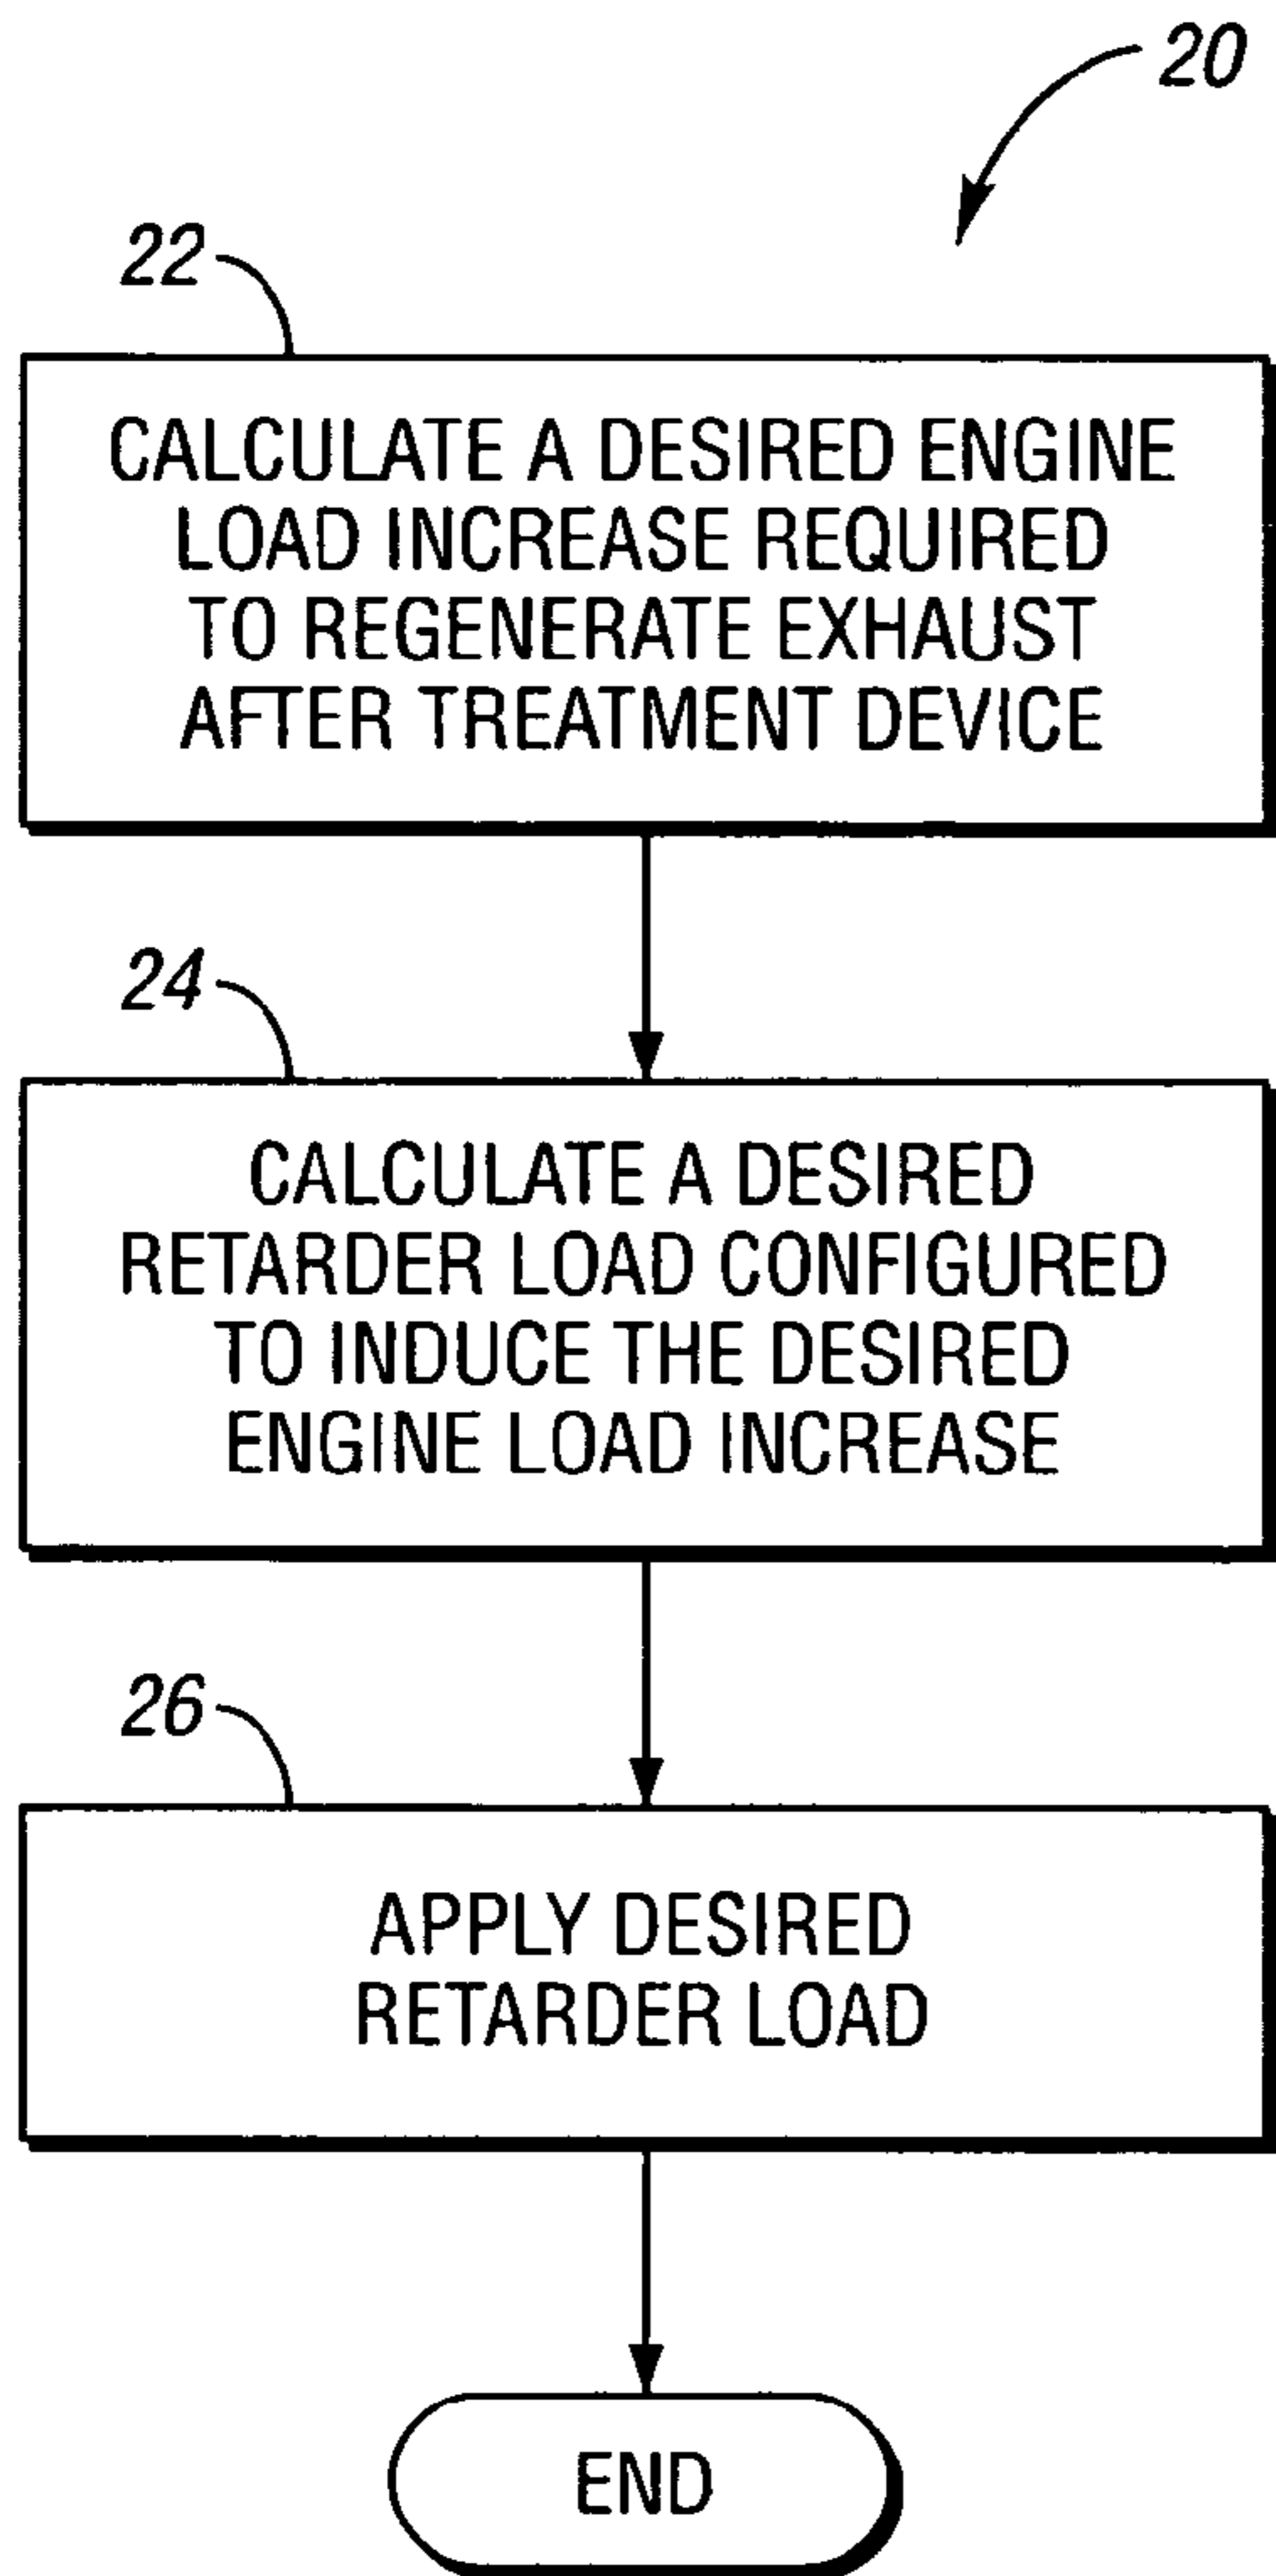 20
22
CALCULATE A DESIRED ENGINE
LOAD INCREASE REQUIRED
TO REGENERATE EXHAUST
AFTER TREATMENT DEVICE
24
CALCULATE A DESIRED
RETARDER LOAD CONFIGURED
TO INDUCE THE DESIRED
ENGINE LOAD INCREASE
26
APPLY DESIRED
RETARDER LOAD
END